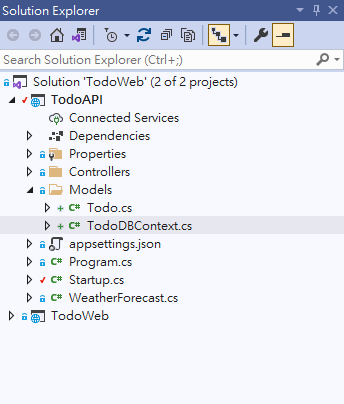 Solution Explorer
Search Solution Explorer (Ctrl+;)
Solution 'TodoWeb' (2 of 2 projects)
TodoAPI
Connected Services
Dependencies
Properties
Controllers
Models
C# Todo.cs
C# TodoDBContext.cs
appsettings.json
C# Program.cs
C# Startup.cs
C# WeatherForecast.cs
TodoWeb